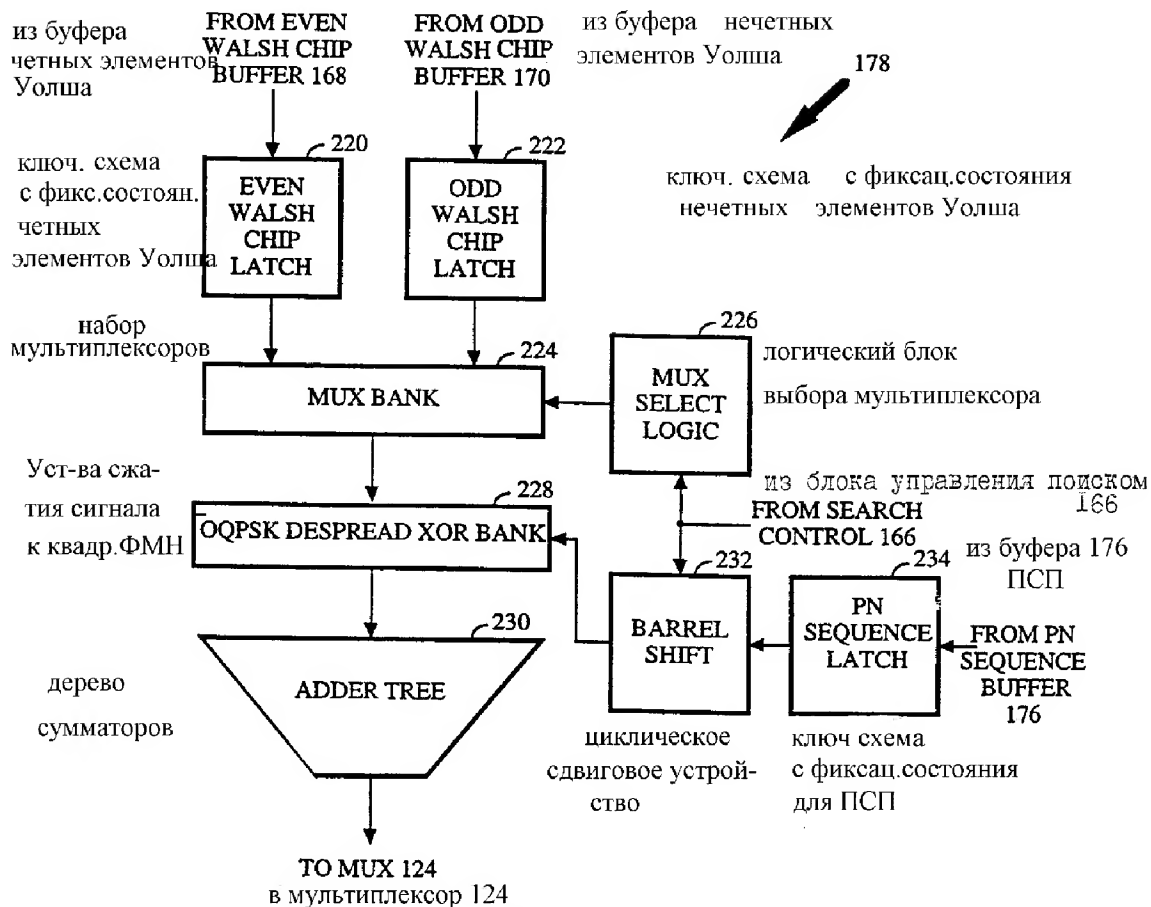 из буфера
четных элементов
Уолша
FROM EVEN
WALSH CHIP
BUFFER 168
FROM ODD
WALSH CHIP
BUFFER 170
из буфера нечетных
элементов Уолша
178
ключ. схема
с фикс.состоян.
четных
элементов Уолша
220
EVEN
WALSH
CHIP
LATCH
222
ODD
WALSH
CHIP
LATCH
ключ. схема с фиксац.состояния
нечетных элементов Уолша
набор
мультиплексоров
224
MUX BANK
226
MUX
SELECT
LOGIC
логический блок
выбора мультиплексора
Уст-ва сжа-
тия сигнала
к квадр.ФМН
228
OQPSK DESPREAD XOR BANK
из блока управления поиском
166
FROM SEARCH
CONTROL 166
из буфера 176
ПСП
232
BARREL
SHIFT
234
PN
SEQUENCE
LATCH
FROM PN
SEQUENCE
BUFFER
176
230
ADDER TREE
дерево
сумматоров
циклическое
сдвиговое устрой-
ство
ключ схема
с фиксац.состояния
для ПСП
TO MUX 124
в мультиплексор 124